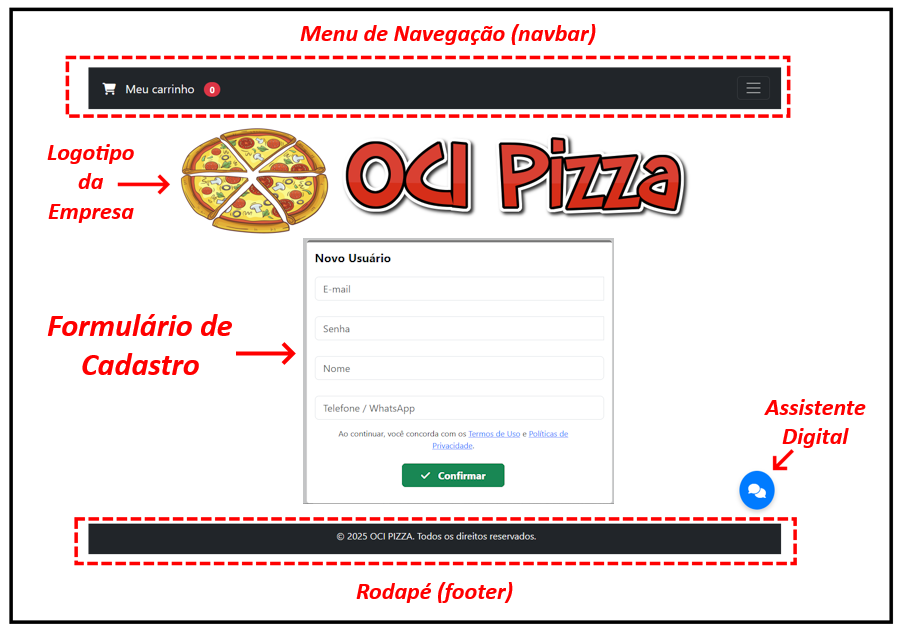 Menu de Navegação (navbar)
Meu carrinho 0
Logotipo
da
Empresa
OCI Pizza
Novo Usuário
E-mail
Senha
Nome
Telefone / WhatsApp
Ao continuar, você concorda com os Termos de Uso e Políticas de
Privacidade.
Confirmar
Formulário de
Cadastro
Assistente
Digital
© 2025 OCI PIZZA. Todos os direitos reservados.
Rodapé (footer)